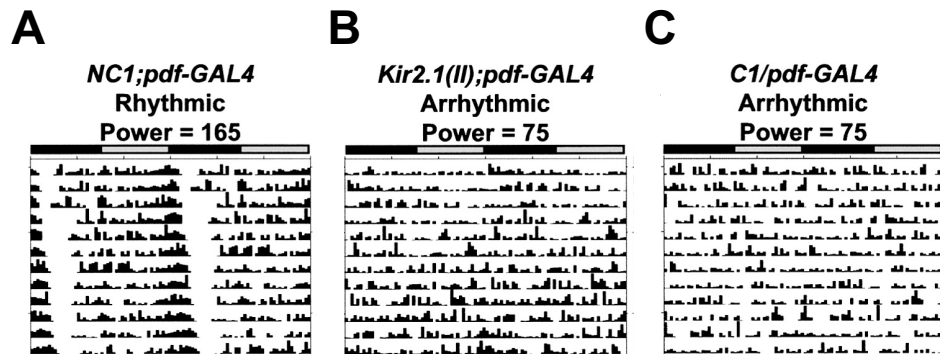 A
NC1;pdf-GAL4
Rhythmic
Power = 165
B
Kir2.1(II);pdf-GAL4
Arrhythmic
Power = 75
C
C1/pdf-GAL4
Arrhythmic
Power = 75